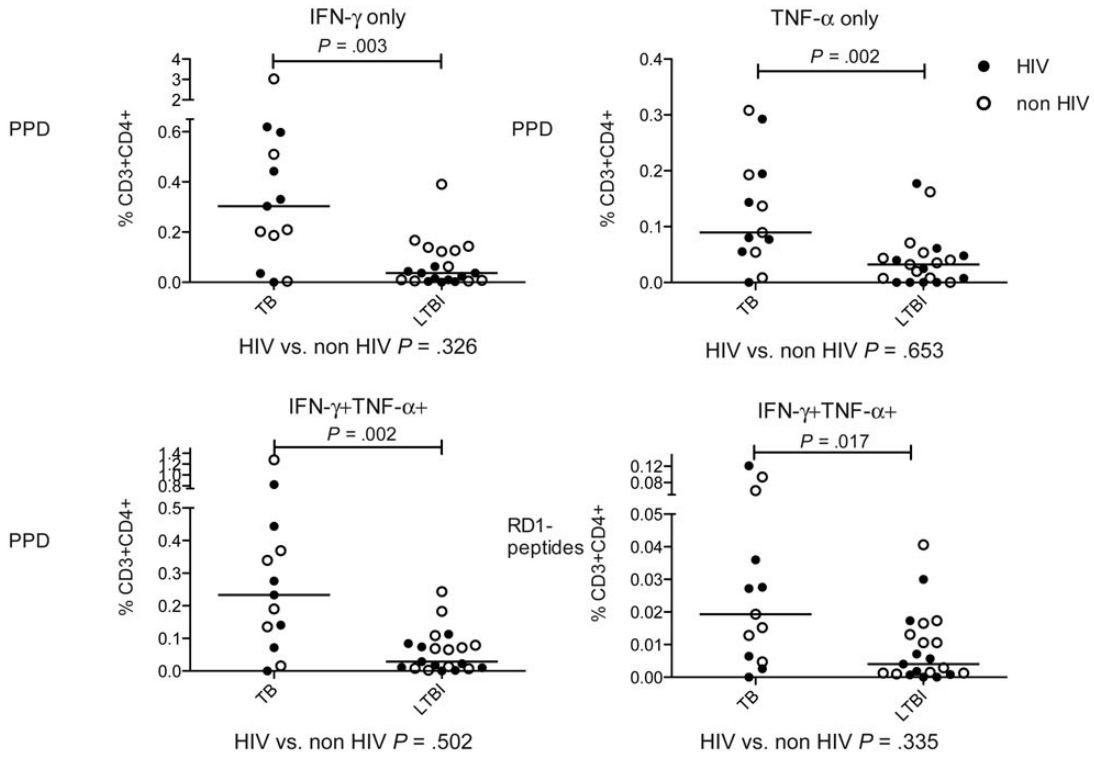 IFN-γ only
P = .003
PPD
% CD3+CD4+
4
3
2
0.6
0.4
0.2
0.0
TB
LTBI
HIV vs. non HIV P = .326
TNF-α only
P = .002
HIV
non HIV
PPD
% CD3+CD4+
0.4
0.3
0.2
0.1
0.0
TB
LTBI
HIV vs. non HIV P = .653
IFN-γ+TNF-α+
P = .002
PPD
% CD3+CD4+
1.4
1.2
1.0
0.8
0.5
0.4
0.3
0.2
0.1
0.0
TB
LTBI
HIV vs. non HIV P = .502
IFN-γ+TNF-α+
P = .017
RD1-
peptides
% CD3+CD4+
0.12
0.08
0.05
0.04
0.03
0.02
0.01
0.00
TB
LTBI
HIV vs. non HIV P = .335